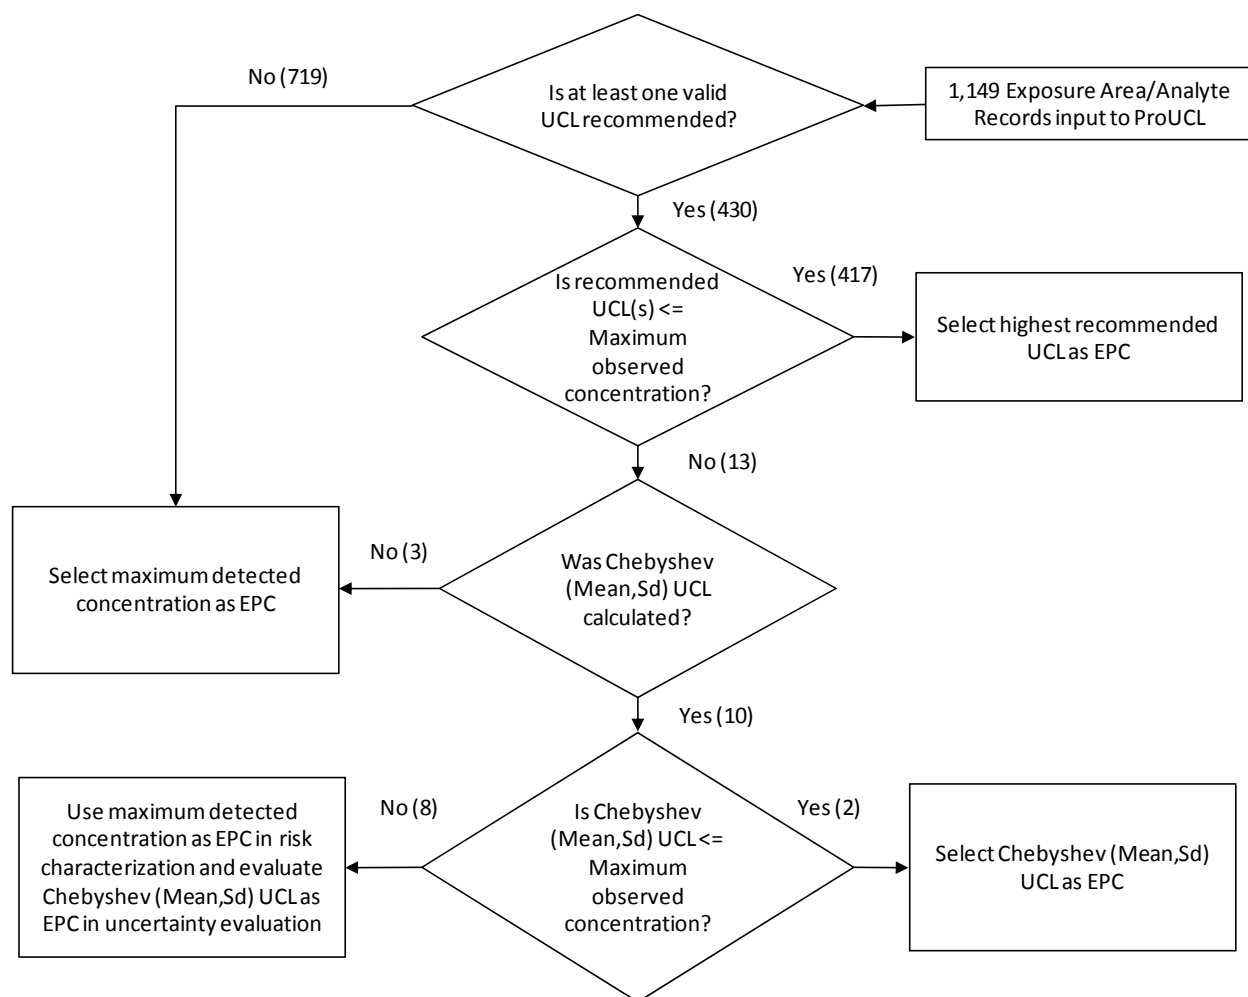 No (719)
Is at least one valid
UCL recommended?
1,149 Exposure Area/Analyte
Records input to ProUCL
Yes (430)
Is recommended
UCL(s) <=
Maximum
observed
concentration?
Yes (417)
Select highest recommended
UCL as EPC
No (13)
Select maximum detected
concentration as EPC
No (3)
Was Chebyshev
(Mean,Sd) UCL
calculated?
Yes (10)
Use maximum detected
concentration as EPC in risk
characterization and evaluate
Chebyshev (Mean,Sd) UCL as
EPC in uncertainty evaluation
No (8)
Is Chebyshev
(Mean,Sd) UCL <=
Maximum
observed
concentration?
Yes (2)
Select Chebyshev (Mean,Sd)
UCL as EPC